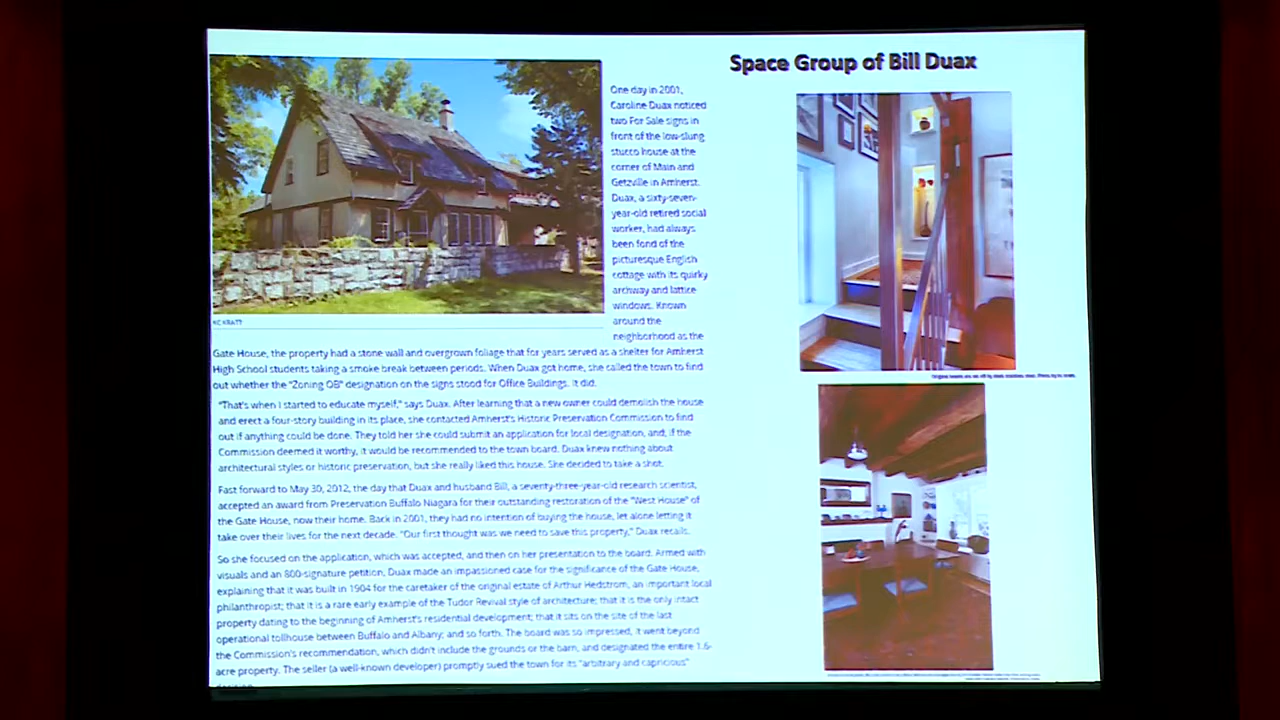 Space Group of Bill Duax
One day in 2001,
Caroline Duax noticed
two For Sale signs in
front of the low-slung
stucco house at the
corner of Main and
Getzville in Amherst.
Duax, a sixty-seven-
year-old retired social
worker, had always
been fond of the
picturesque English
cottage with its quirky
archway and lattice
windows. Known
around the
neighborhood as the
KC KRATT
Gate House, the property had a stone wall and overgrown foliage that for years served as a shelter for Amherst
High School students taking a smoke break between periods. When Duax got home, she called the town to find
out whether the "Zoning OB" designation on the signs stood for Office Buildings. It did.
"That's when I started to educate myself," says Duax. After learning that a new owner could demolish the house
and erect a four-story building in its place, she contacted Amherst's Historic Preservation Commission to find
out if anything could be done. They told her she could submit an application for local designation, and, if the
Commission deemed it worthy, it would be recommended to the town board. Duax knew nothing about
architectural styles or historic preservation, but she really liked this house. She decided to take a shot.
Fast forward to May 30, 2012, the day that Duax and husband Bill, a seventy-three-year-old research scientist,
accepted an award from Preservation Buffalo Niagara for their outstanding restoration of the "West House" of
the Gate House, now their home. Back in 2001, they had no intention of buying the house, let alone letting it
take over their lives for the next decade. "Our first thought was we need to save this property," Duax recalls.
So she focused on the application, which was accepted, and then on her presentation to the board. Armed with
visuals and an 800-signature petition, Duax made an impassioned case for the significance of the Gate House,
explaining that it was built in 1904 for the caretaker of the original estate of Arthur Hedstrom, an important local
philanthropist; that it is a rare early example of the Tudor Revival style of architecture; that it is the only intact
property dating to the beginning of Amherst's residential development; that it sits on the site of the last
operational tollhouse between Buffalo and Albany; and so forth. The board was so impressed, it went beyond
the Commission's recommendation, which didn't include the grounds or the barn, and designated the entire 1.6-
acre property. The seller (a well-known developer) promptly sued the town for its "arbitrary and capricious"